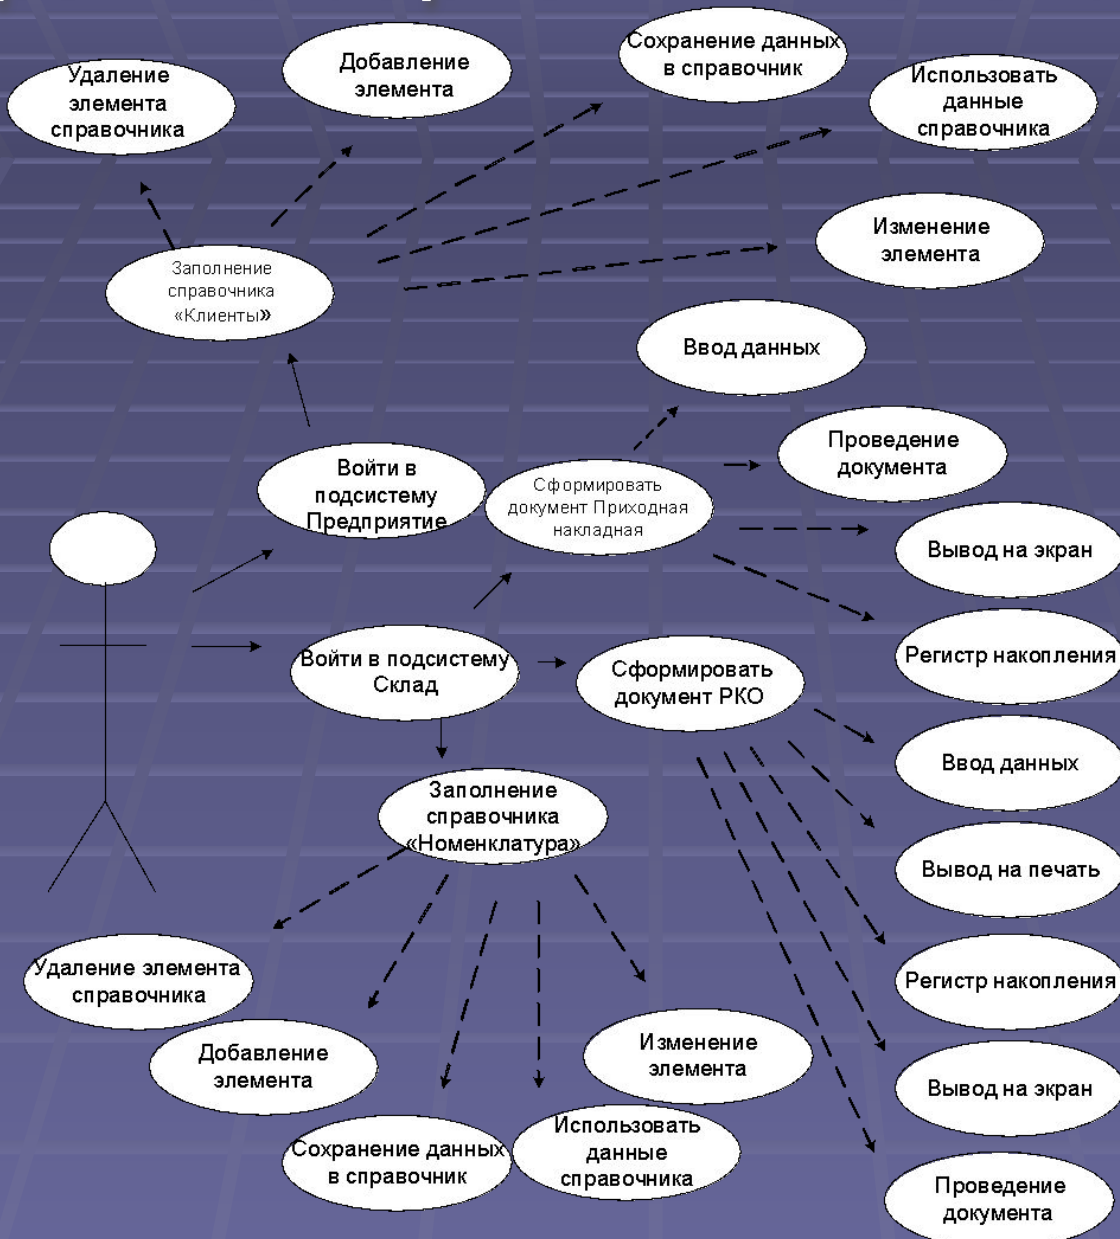 Удаление
элемента
справочника
Добавление
элемента
Сохранение данных
в справочник
Использовать
данные
справочника
Изменение
элемента
Заполнение
справочника
«Клиенты»
Ввод данных
Проведение
документа
Войти в
подсистему
Предприятие
Сформировать
документ Приходная
накладная
Вывод на экран
Регистр накопления
Войти в подсистему
Склад
Сформировать
документ РКО
Ввод данных
Заполнение
справочника
«Номенклатура»
Вывод на печать
Удаление элемента
справочника
Регистр накопления
Добавление
элемента
Изменение
элемента
Вывод на экран
Сохранение данных
в справочник
Использовать
данные
справочника
Проведение
документа